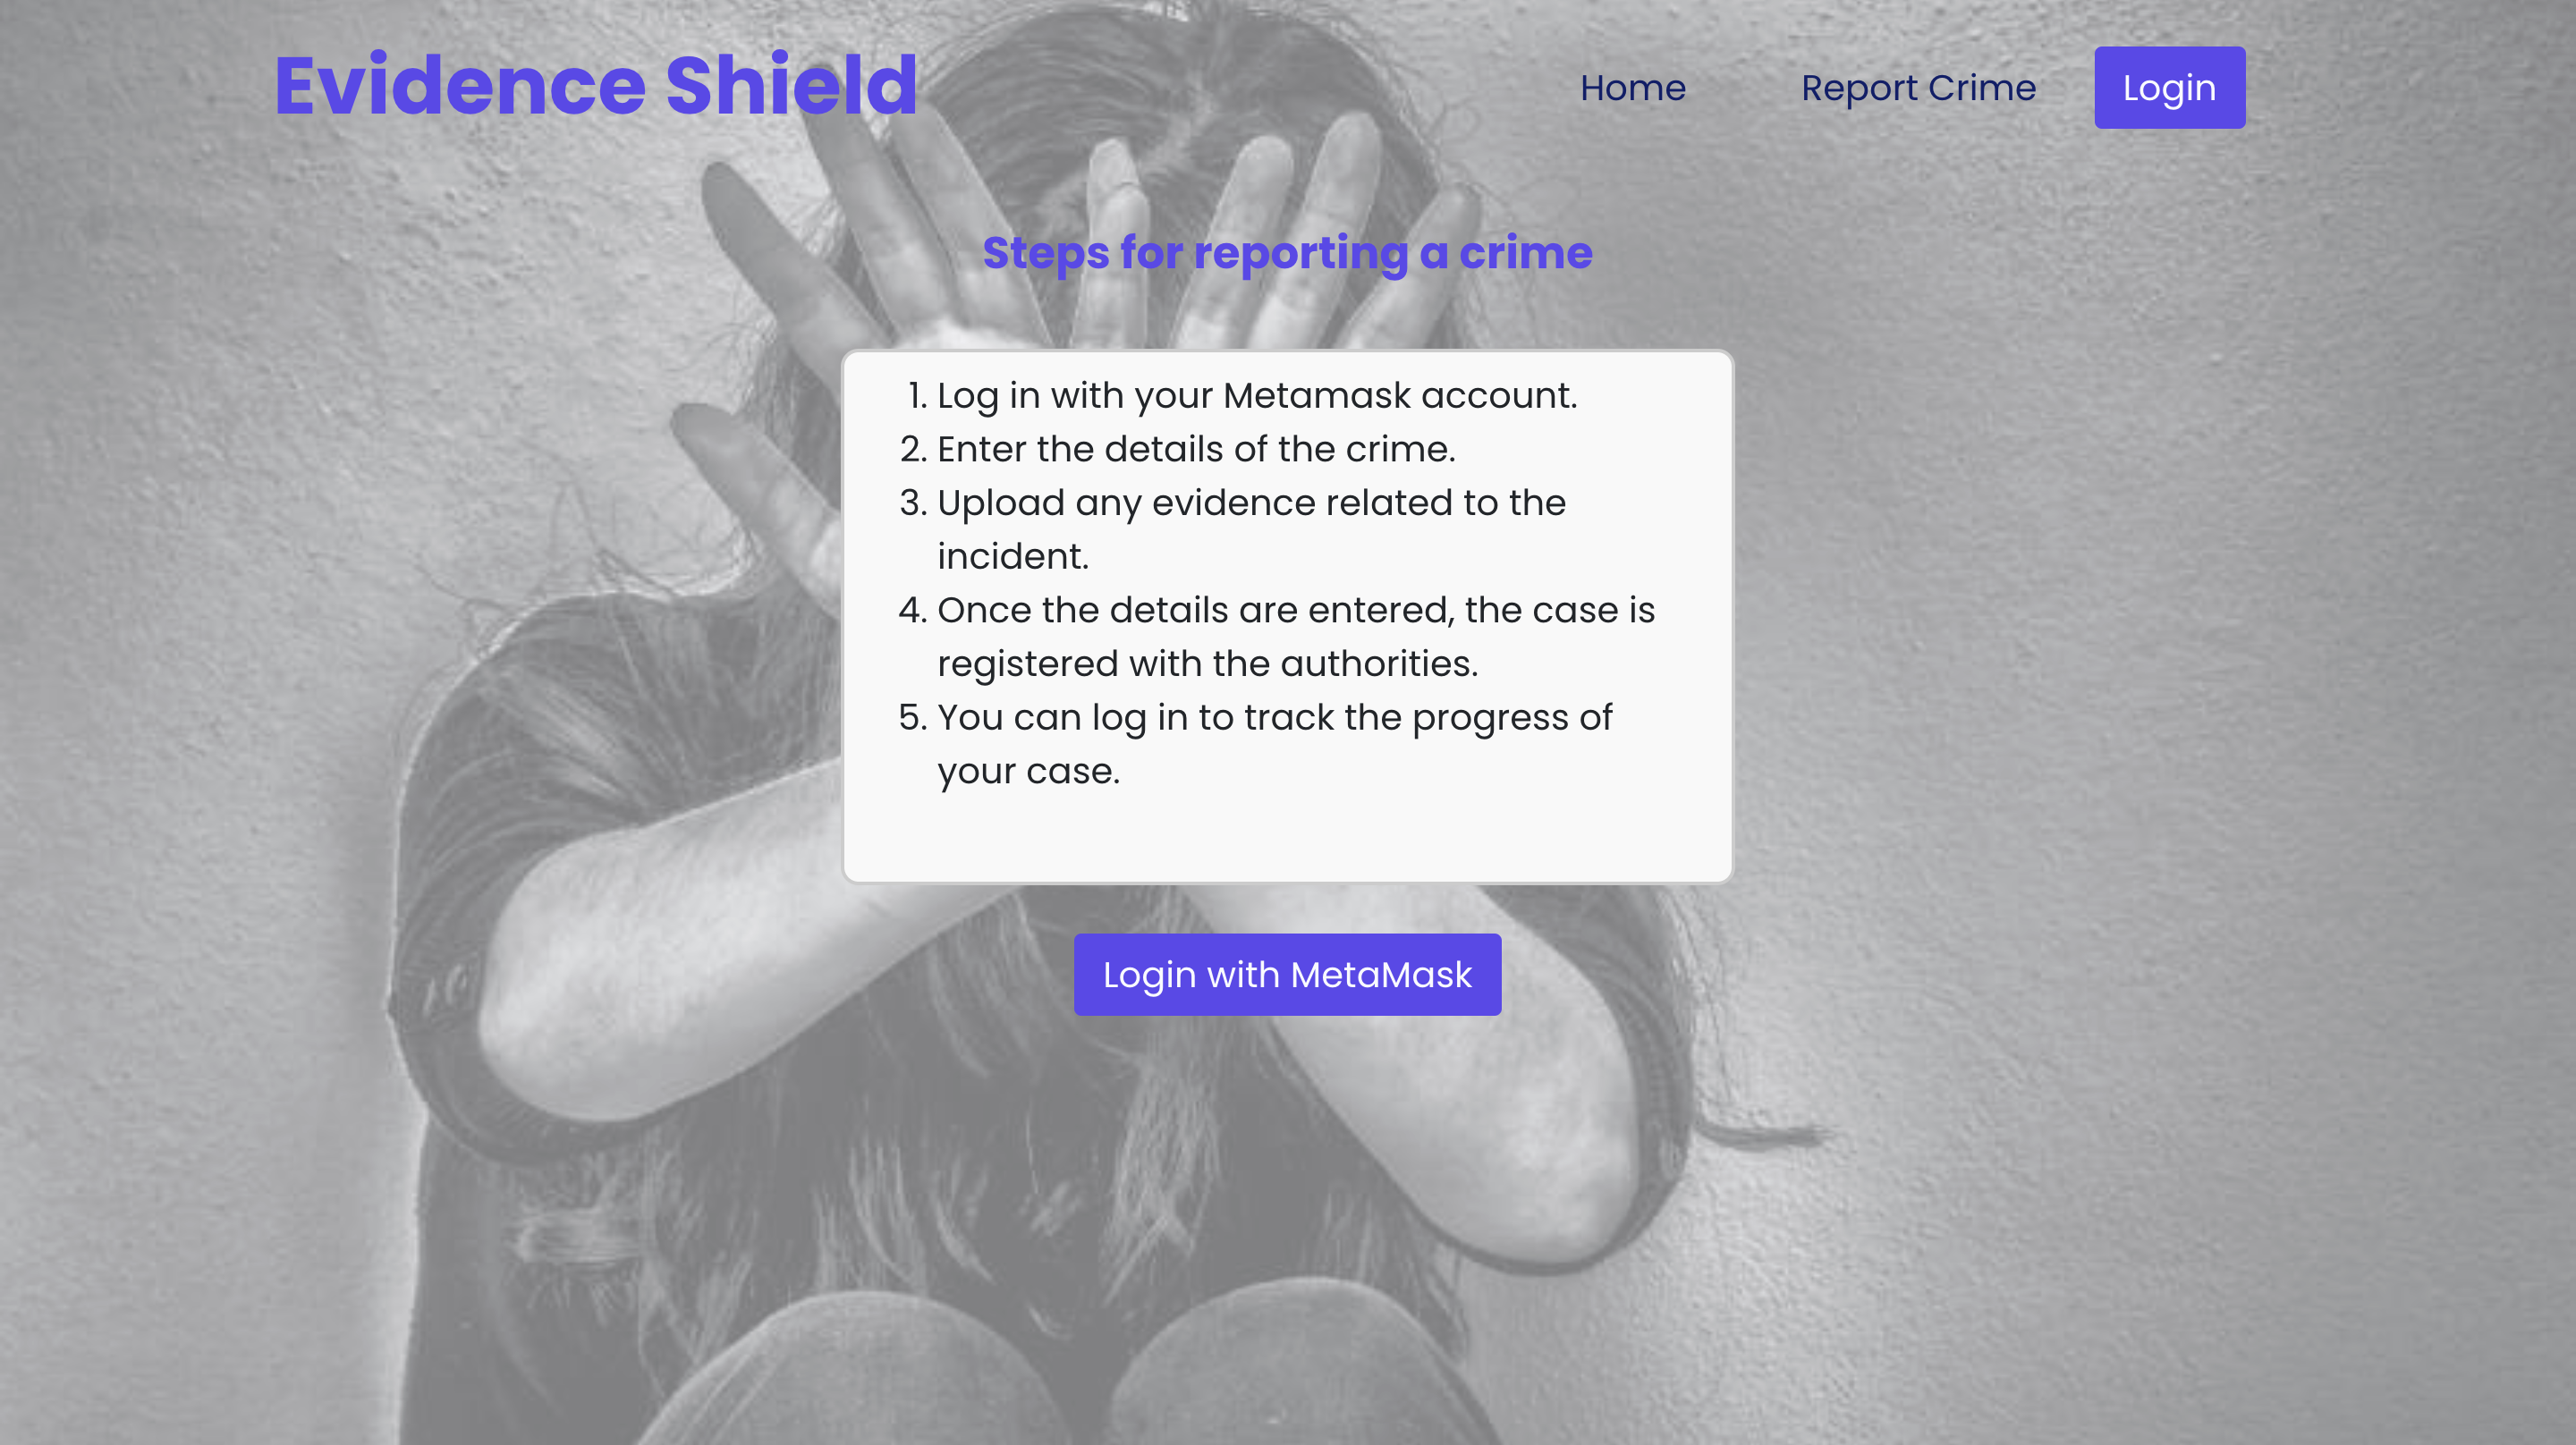 Evidence Shield
Home
Report Crime
Login
Steps for reporting a crime
1. Log in with your Metamask account.
2. Enter the details of the crime.
3. Upload any evidence related to the
incident.
4. Once the details are entered, the case is
registered with the authorities.
5. You can log in to track the progress of
your case.
Login with MetaMask